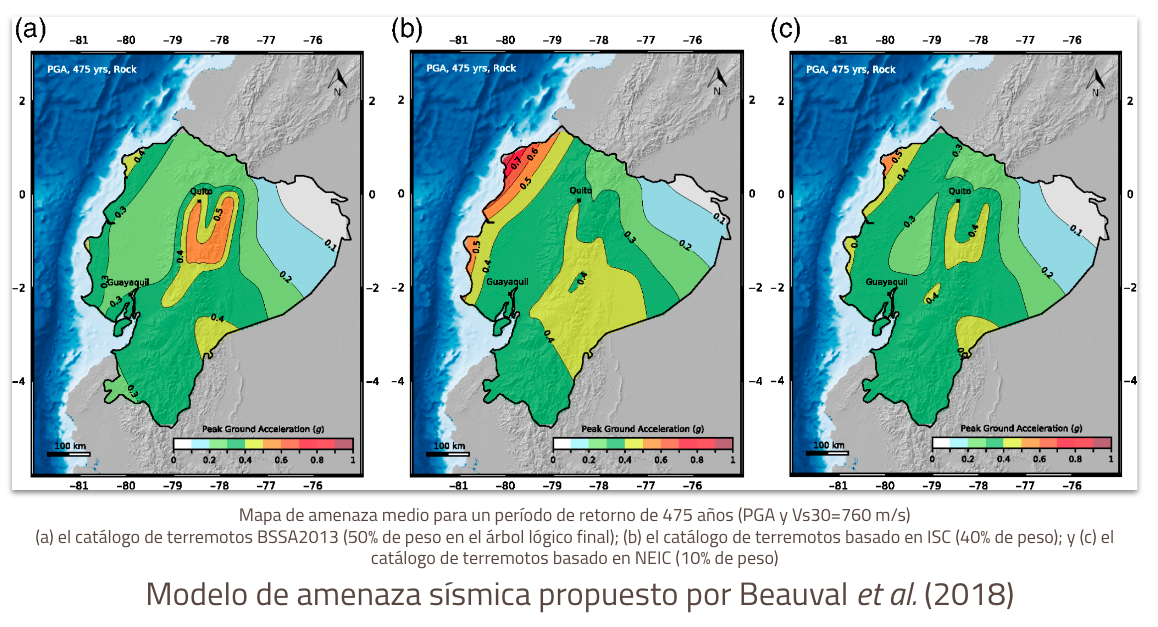 (a) (b) (c)
−81 −80 −79 −78 −77 −76
−81 −80 −79 −78 −77 −76
−81 −80 −79 −78 −77 −76
PGA, 475 yrs, Rock
N
2
0
−2
−4
0.4
0.3
Quito
0.5
0.4
0.1
0.2
0.3
Guayaquil
0.3
0.4
0.3
Peak Ground Acceleration (g)
100 km
0 0.2 0.4 0.6 0.8 1
−81 −80 −79 −78 −77 −76
PGA, 475 yrs, Rock
N
2
0
−2
−4
0.7
0.6
0.5
Quito
0.1
0.3
0.2
0.5
0.4
Guayaquil
0.4
0.4
Peak Ground Acceleration (g)
100 km
0 0.2 0.4 0.6 0.8 1
−81 −80 −79 −78 −77 −76
PGA, 475 yrs, Rock
N
2
0
−2
−4
0.3
0.5
0.4
Quito
0.3
0.4
0.1
0.2
Guayaquil
0.4
Peak Ground Acceleration (g)
100 km
0 0.2 0.4 0.6 0.8 1
−81 −80 −79 −78 −77 −76
2
0
−2
−4
Mapa de amenaza medio para un período de retorno de 475 años (PGA y Vs30=760 m/s)
(a) el catálogo de terremotos BSSA2013 (50% de peso en el árbol lógico final); (b) el catálogo de terremotos basado en ISC (40% de peso); y (c) el
catálogo de terremotos basado en NEIC (10% de peso)
Modelo de amenaza sísmica propuesto por Beauval et al. (2018)